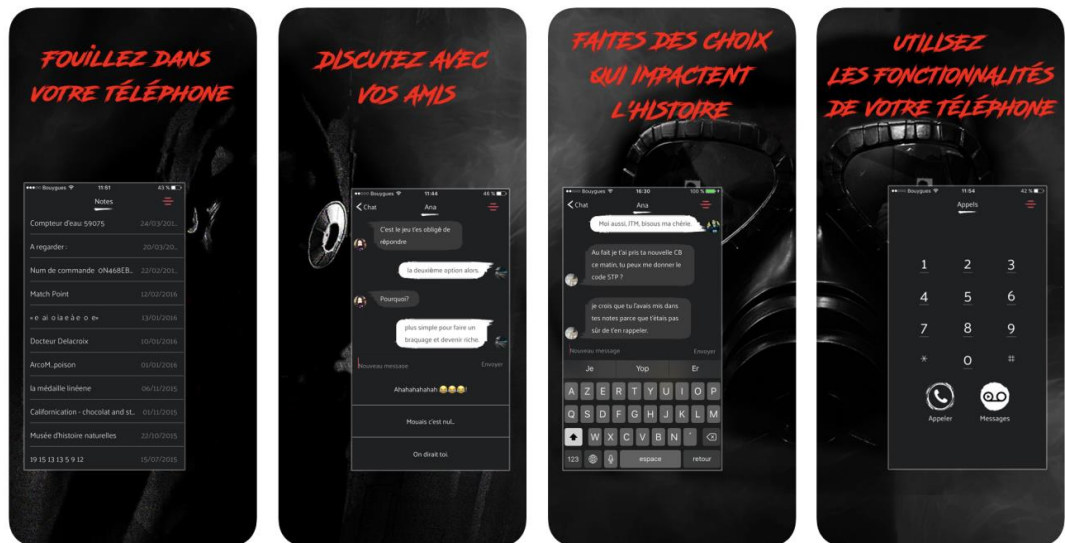 FOUILLEZ DANS
VOTRE TÉLÉPHONE
Bouygues 11:51 43 %
Notes
Compteur d'eau: 59075 24/03/201..
A regarder : 20/03/20..
Num de commande 0N468EB.. 22/02/201..
Match Point 12/02/2016
« e ai o ia e à e o e» 13/01/2016
Docteur Delacroix 10/01/2016
ArcoM..poison 01/01/2016
la médaille linéene 06/11/2015
Californication - chocolat and st.. 01/11/2015
Musée d'histoire naturelles 22/10/2015
19 15 13 13 5 9 12 15/07/2015
DISCUTEZ AVEC
VOS AMIS
Bouygues 11:44 46 %
Chat Ana
C'est le jeu t'es obligé de
répondre
la deuxième option alors.
Pourquoi?
plus simple pour faire un
braquage et devenir riche.
Nouveau message Envoyer
Ahahahahahah 😂😂😂!
Mouais c'est nul..
On dirait toi.
FAITES DES CHOIX
QUI IMPACTENT
L'HISTOIRE
Bouygues 16:30 100 %
Chat Ana
Moi aussi, JTM, bisous ma chérie.
Au fait je t'ai pris ta nouvelle CB
ce matin, tu peux me donner le
code STP ?
je crois que tu l'avais mis dans
tes notes parce que t'étais pas
sûr de t'en rappeler.
Nouveau message Envoyer
Je Yop Er
A Z E R T Y U I O P
Q S D F G H J K L M
W X C V B N '
123 espace retour
UTILISEZ
LES FONCTIONNALITÉS
DE VOTRE TÉLÉPHONE
Bouygues 11:54 42 %
Appels
1 2 3
4 5 6
7 8 9
* 0 #
Appeler Messages